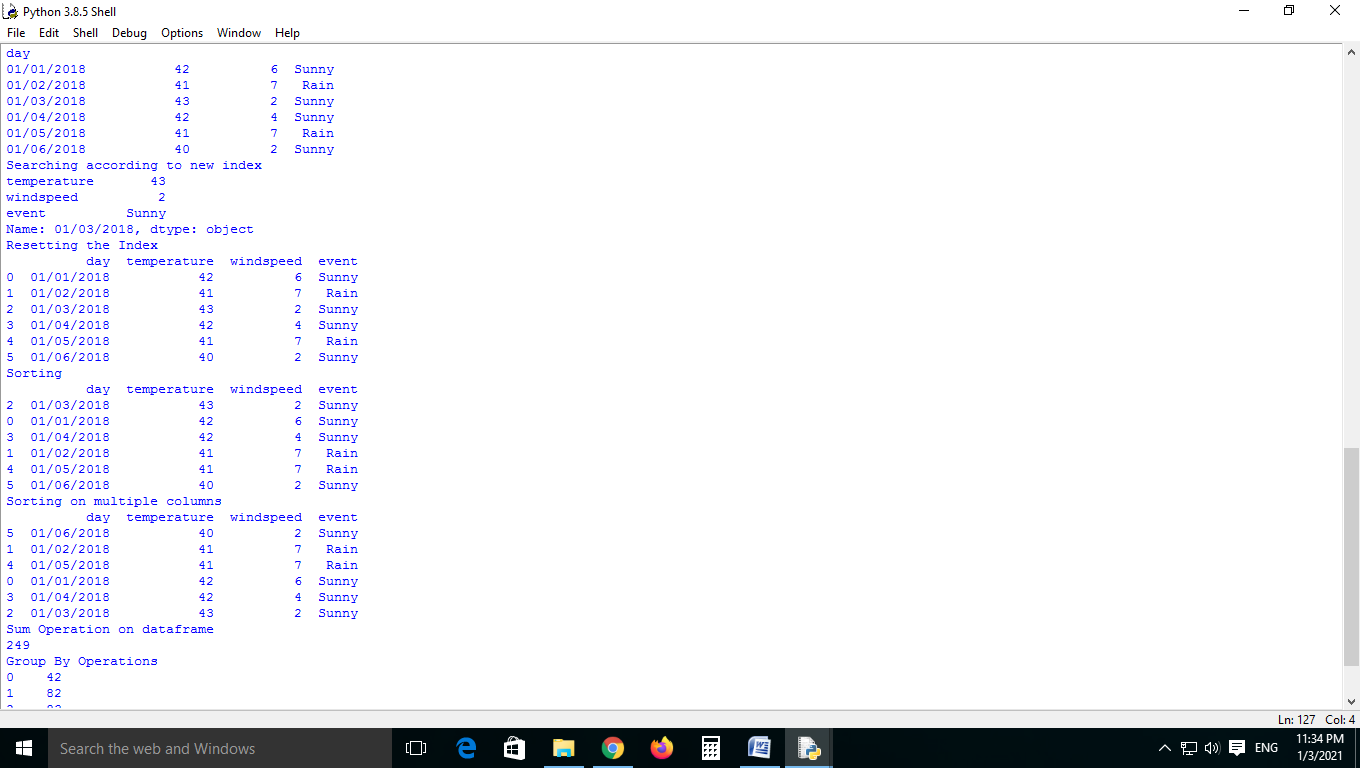 Python 3.8.5 Shell
File Edit Shell Debug Options Window Help
day
01/01/2018           42          6  Sunny
01/02/2018           41          7   Rain
01/03/2018           43          2  Sunny
01/04/2018           42          4  Sunny
01/05/2018           41          7   Rain
01/06/2018           40          2  Sunny
Searching according to new index
temperature       43
windspeed          2
event          Sunny
Name: 01/03/2018, dtype: object
Resetting the Index
          day  temperature  windspeed  event
0  01/01/2018           42          6  Sunny
1  01/02/2018           41          7   Rain
2  01/03/2018           43          2  Sunny
3  01/04/2018           42          4  Sunny
4  01/05/2018           41          7   Rain
5  01/06/2018           40          2  Sunny
Sorting
          day  temperature  windspeed  event
2  01/03/2018           43          2  Sunny
0  01/01/2018           42          6  Sunny
3  01/04/2018           42          4  Sunny
1  01/02/2018           41          7   Rain
4  01/05/2018           41          7   Rain
5  01/06/2018           40          2  Sunny
Sorting on multiple columns
          day  temperature  windspeed  event
5  01/06/2018           40          2  Sunny
1  01/02/2018           41          7   Rain
4  01/05/2018           41          7   Rain
0  01/01/2018           42          6  Sunny
3  01/04/2018           42          4  Sunny
2  01/03/2018           43          2  Sunny
Sum Operation on dataframe
249
Group By Operations
0    42
1    82
Ln: 127 Col: 4
Search the web and Windows
ENG
11:34 PM
1/3/2021